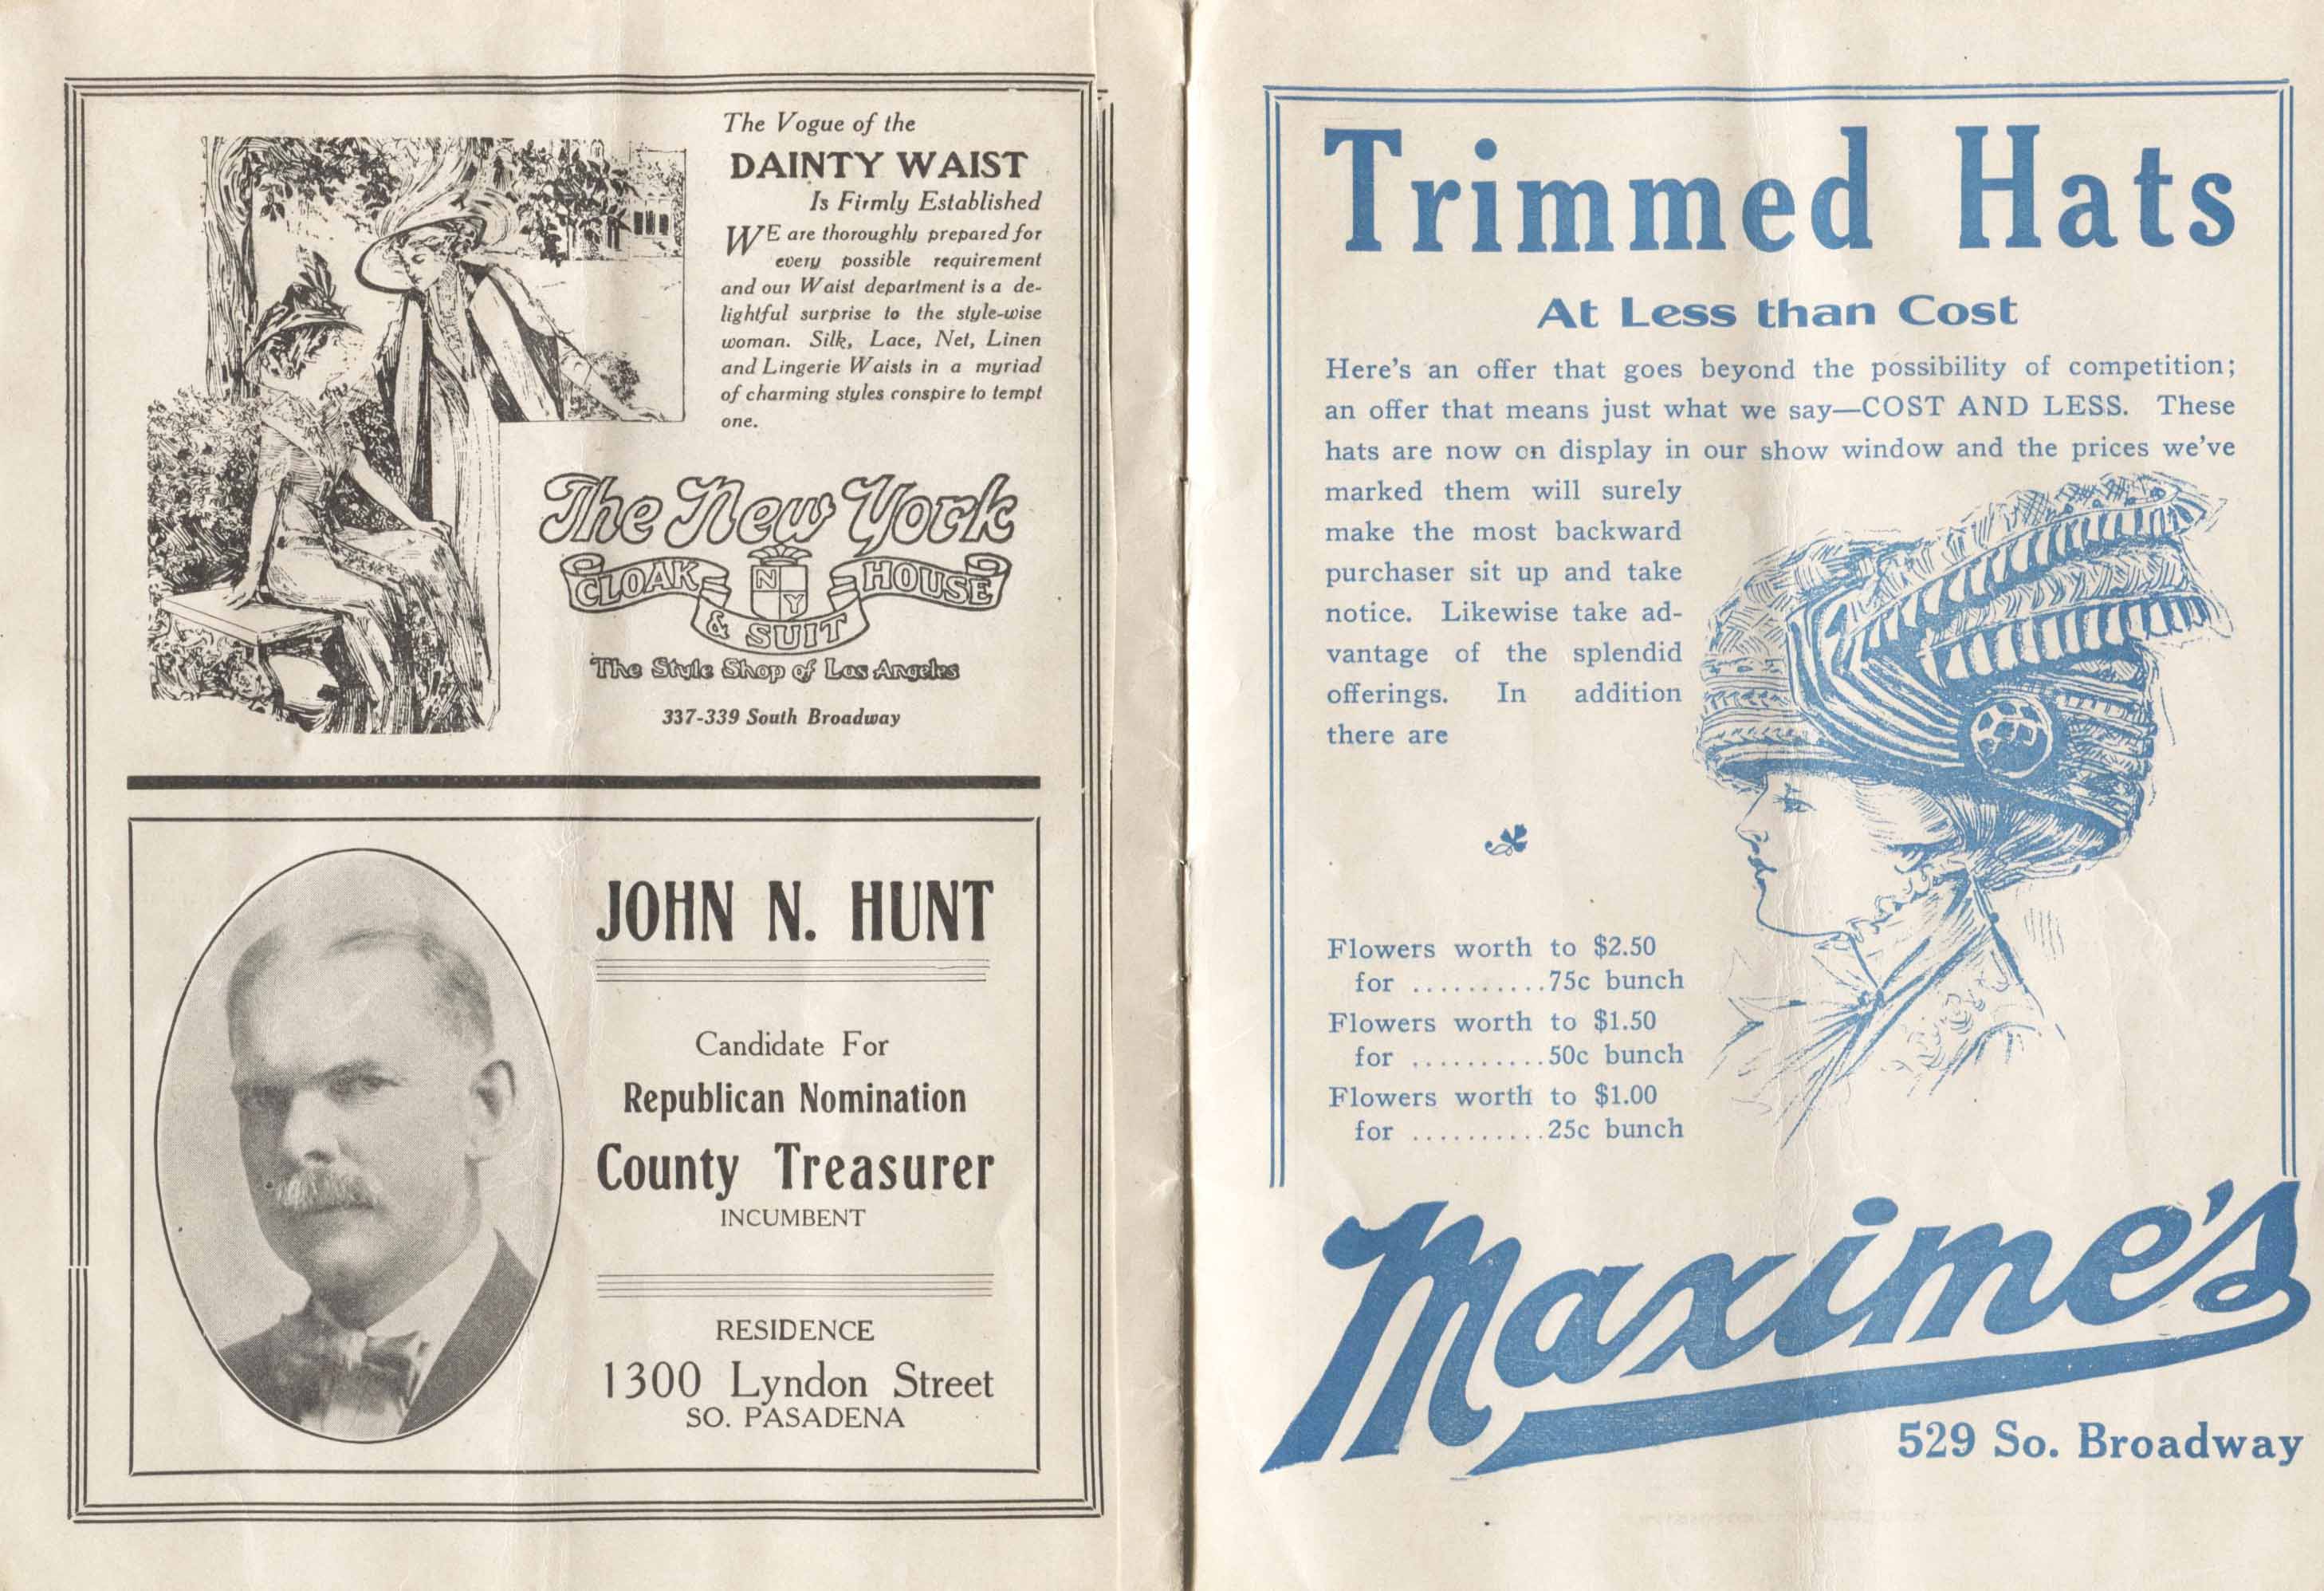 The Vogue of the
DAINTY WAIST
Is Firmly Established
WE are thoroughly prepared for
every possible requirement
and our Waist department is a de-
lightful surprise to the style-wise
woman. Silk, Lace, Net, Linen
and Lingerie Waists in a myriad
of charming styles conspire to tempt
one.
The New York
CLOAK
NY
HOUSE
& SUIT
The Style Shop of Los Angeles
337-339 South Broadway
JOHN N. HUNT
Candidate For
Republican Nomination
County Treasurer
INCUMBENT
RESIDENCE
1300 Lyndon Street
SO. PASADENA
Trimmed Hats
At Less than Cost
Here's an offer that goes beyond the possibility of competition;
an offer that means just what we say—COST AND LESS. These
hats are now on display in our show window and the prices we've
marked them will surely
make the most backward
purchaser sit up and take
notice. Likewise take ad-
vantage of the splendid
offerings. In addition
there are
Flowers worth to $2.50
for ..........75c bunch
Flowers worth to $1.50
for ..........50c bunch
Flowers worth to $1.00
for ..........25c bunch
Maxime's
529 So. Broadway